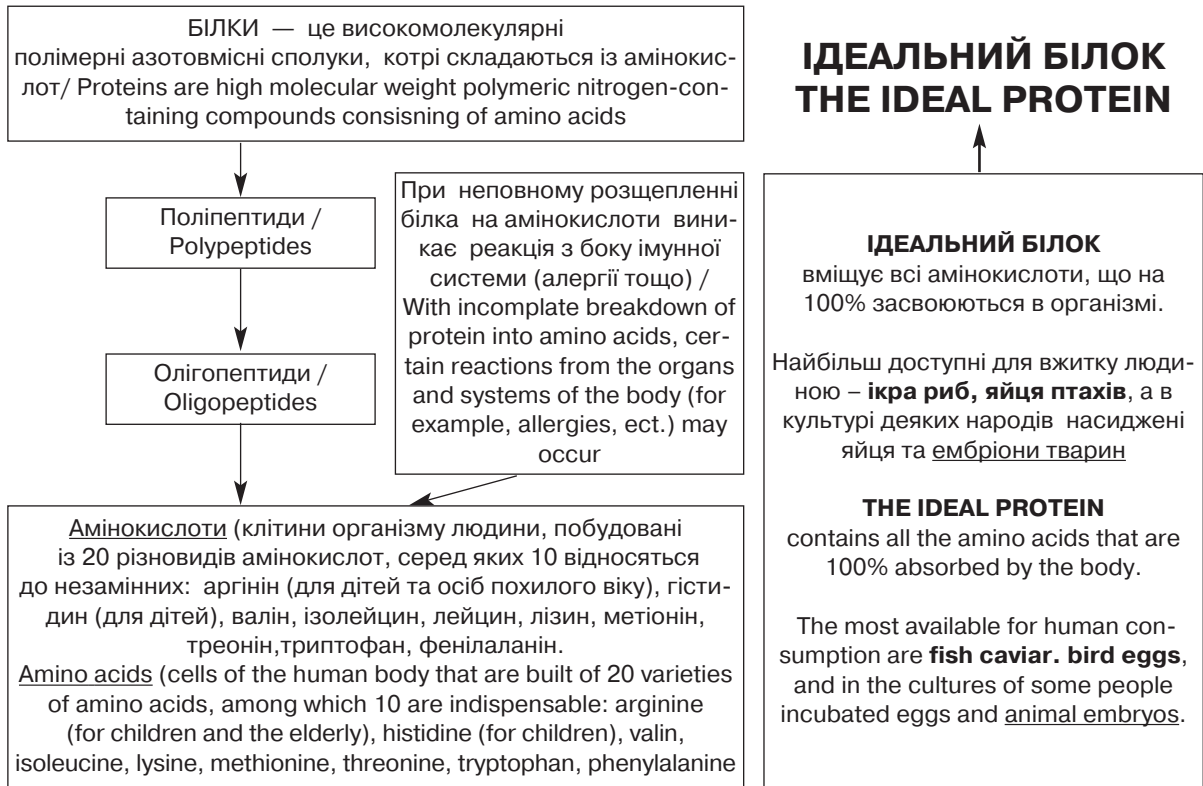 БІЛКИ — це високомолекулярні
полімерні азотовмісні сполуки, котрі складаються із амінокис-
лот/ Proteins are high molecular weight polymeric nitrogen-con-
taining compounds consisning of amino acids
Поліпептиди /
Polypeptides
Олігопептиди /
Oligopeptides
При неповному розщепленні
білка на амінокислоти вини-
кає реакція з боку імунної
системи (алергії тощо) /
With incomplate breakdown of
protein into amino acids, cer-
tain reactions from the organs
and systems of the body (for
example, allergies, ect.) may
occur
Амінокислоти (клітини організму людини, побудовані
із 20 різновидів амінокислот, серед яких 10 відносяться
до незамінних: аргінін (для дітей та осіб похилого віку), гісти-
дин (для дітей), валін, ізолейцин, лейцин, лізин, метіонін,
треонін,триптофан, фенілаланін.
Amino acids (cells of the human body that are built of 20 varieties
of amino acids, among which 10 are indispensable: arginine
(for children and the elderly), histidine (for children), valin,
isoleucine, lysine, methionine, threonine, tryptophan, phenylalanine
ІДЕАЛЬНИЙ БІЛОК
THE IDEAL PROTEIN
ІДЕАЛЬНИЙ БІЛОК
вміщує всі амінокислоти, що на
100% засвоюються в організмі.
Найбільш доступні для вжитку люди-
ною – ікра риб, яйця птахів, а в
культурі деяких народів насиджені
яйця та ембріони тварин
THE IDEAL PROTEIN
contains all the amino acids that are
100% absorbed by the body.
The most available for human con-
sumption are fish caviar. bird eggs,
and in the cultures of some people
incubated eggs and animal embryos.